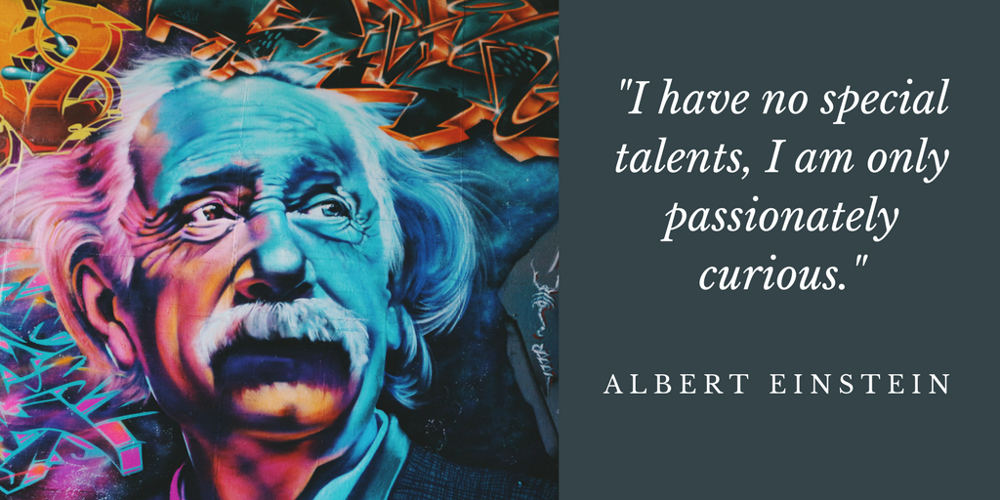 "I have no special
talents, I am only
passionately
curious."
ALBERT EINSTEIN